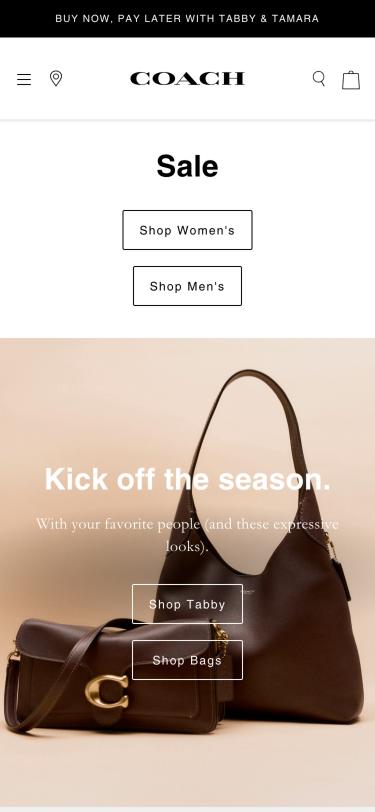 BUY NOW, PAY LATER WITH TABBY & TAMARA
COACH
Sale
Shop Women's
Shop Men's
Kick off the season.
With your favorite people (and these expressive
looks).
Shop Tabby
Shop Bags